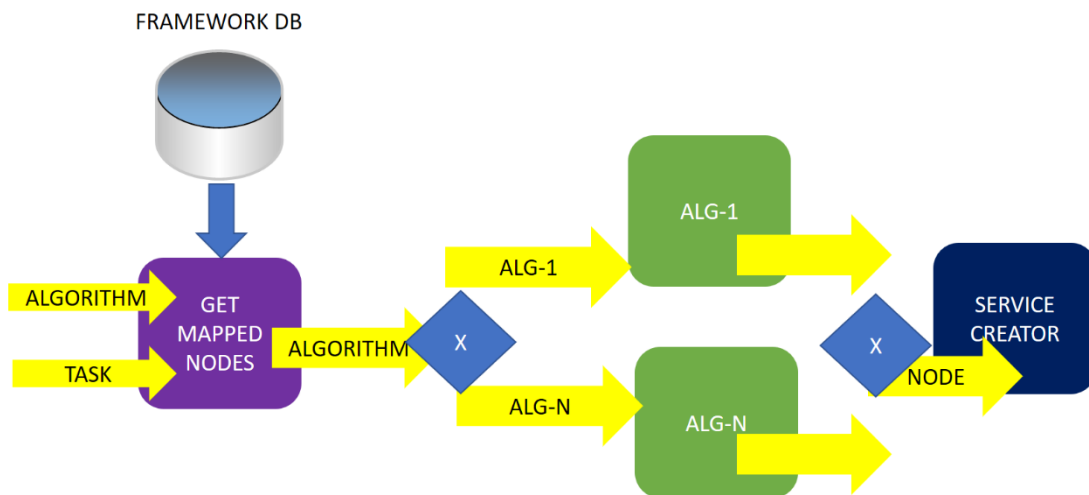 FRAMEWORK DB
ALGORITHM
TASK
GET
MAPPED
NODES
ALGORITHM
X
ALG-1
ALG-N
ALG-1
ALG-N
X
NODE
SERVICE
CREATOR